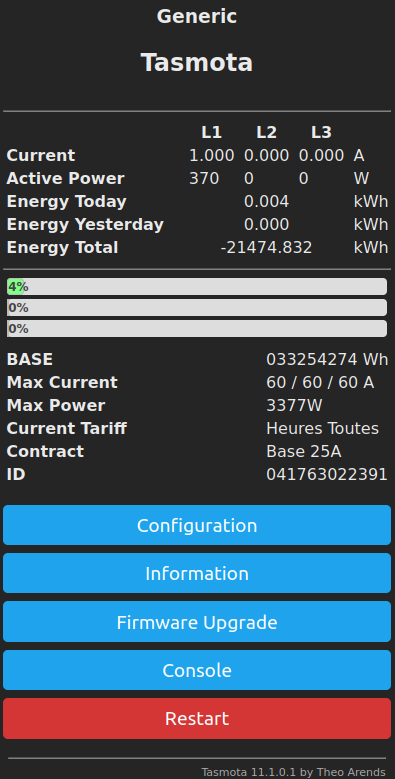 Generic
Tasmota
L1 L2 L3
Current 1.000 0.000 0.000 A
Active Power 370 0 0 W
Energy Today 0.004 kWh
Energy Yesterday 0.000 kWh
Energy Total -21474.832 kWh
4%
0%
0%
BASE 033254274 Wh
Max Current 60 / 60 / 60 A
Max Power 3377W
Current Tariff Heures Toutes
Contract Base 25A
ID 041763022391
Configuration
Information
Firmware Upgrade
Console
Restart
Tasmota 11.1.0.1 by Theo Arends